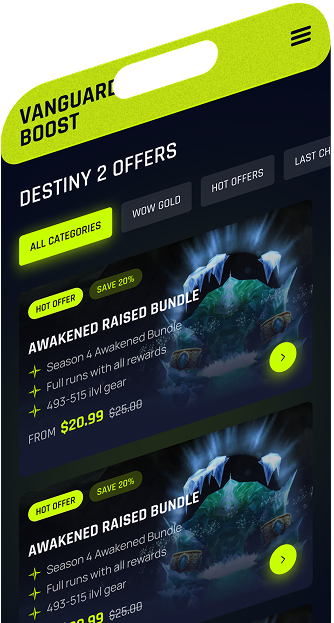 VANGUARD
BOOST
DESTINY 2 OFFERS
ALL CATEGORIES
WOW GOLD
HOT OFFERS
LAST CH
HOT OFFER
SAVE 20%
AWAKENED RAISED BUNDLE
Season 4 Awakened Bundle
Full runs with all rewards
493-515 ilvl gear
FROM $20.99 $25.00
HOT OFFER
SAVE 20%
AWAKENED RAISED BUNDLE
Season 4 Awakened Bundle
Full runs with all rewards
493-515 ilvl gear
$20.99 $25.00